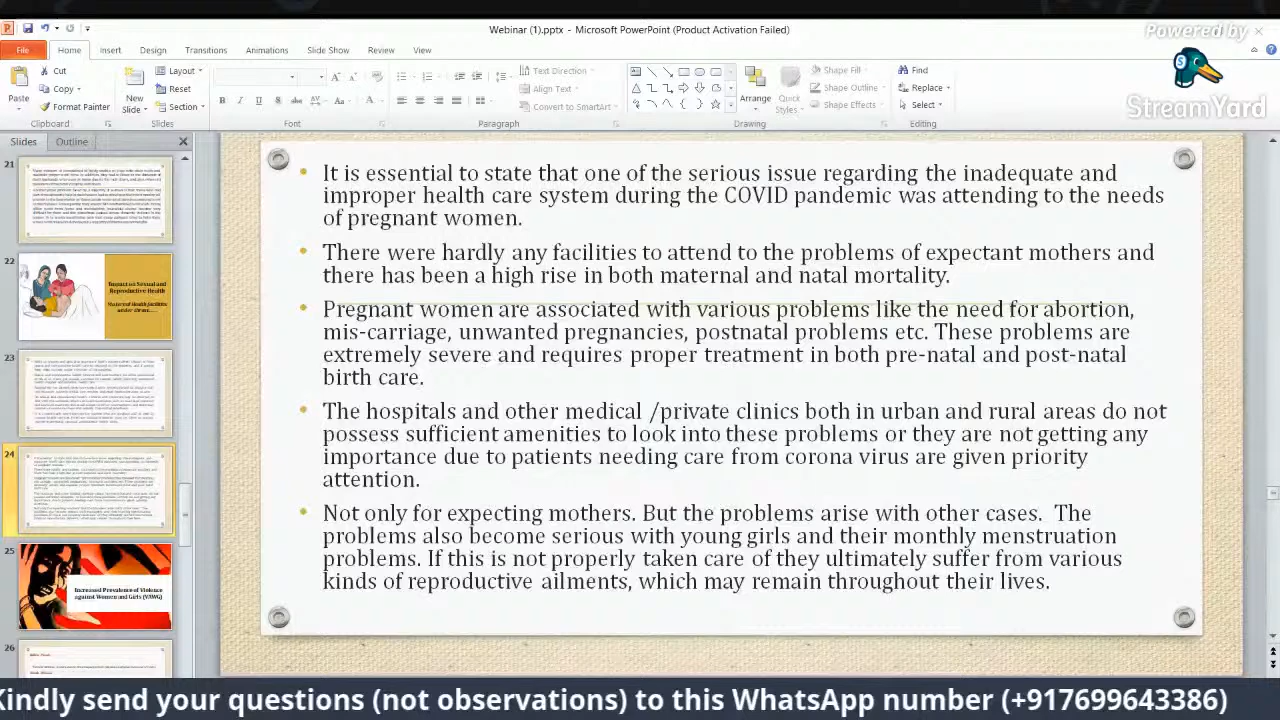 Webinar (1).pptx - Microsoft PowerPoint (Product Activation Failed)
Powered by
StreamYard
File Home Insert Design Transitions Animations Slide Show Review View
Paste
Cut
Copy
Format Painter
Clipboard
New
Slide
Layout
Reset
Section
Slides
Font
Text Direction
Align Text
Convert to SmartArt
Paragraph
Arrange
Quick
Styles
Shape Fill
Shape Outline
Shape Effects
Drawing
Find
Replace
Select
Editing
Slides Outline
21
22
Impact on Sexual and
Reproductive Health
Maternal Health facilities
under threat....
23
24
25
Increased Prevalence of Violence
against Women and Girls (VAWG)
26
It is essential to state that one of the serious issue regarding the inadequate and
improper health care system during the COVID pandemic was attending to the needs
of pregnant women.
There were hardly any facilities to attend to the problems of expectant mothers and
there has been a high rise in both maternal and natal mortality.
Pregnant women are associated with various problems like the need for abortion,
mis-carriage, unwanted pregnancies, postnatal problems etc. These problems are
extremely severe and requires proper treatment in both pre-natal and post-natal
birth care.
The hospitals and other medical /private clinics both in urban and rural areas do not
possess sufficient amenities to look into these problems or they are not getting any
importance due to patients needing care from corona virus are given priority
attention.
Not only for expecting mothers. But the problems arise with other cases. The
problems also become serious with young girls and their monthly menstruation
problems. If this is not properly taken care of they ultimately suffer from various
kinds of reproductive ailments, which may remain throughout their lives.
Kindly send your questions (not observations) to this WhatsApp number (+917699643386)